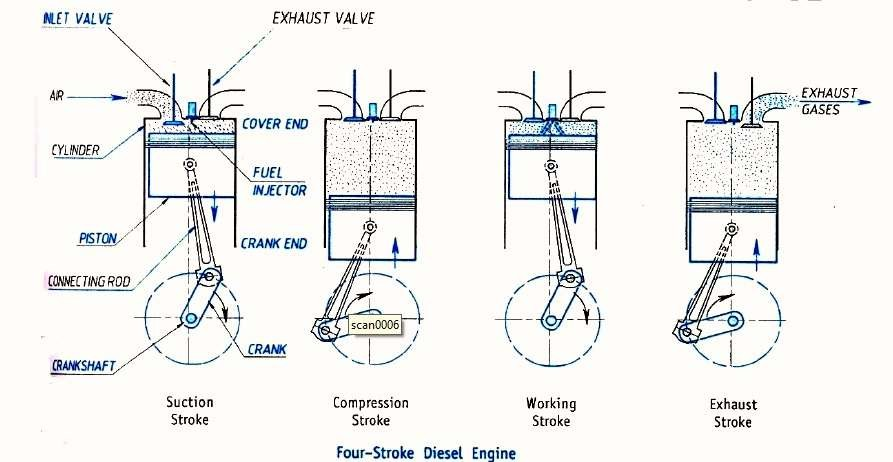 INLET VALVE
EXHAUST VALVE
AIR
EXHAUST
GASES
COVER END
CYLINDER
FUEL
INJECTOR
PISTON
CRANK END
CONNECTING ROD
scan0006
CRANKSHAFT
CRANK
Suction
Stroke
Compression
Stroke
Working
Stroke
Exhaust
Stroke
Four-Stroke Diesel Engine